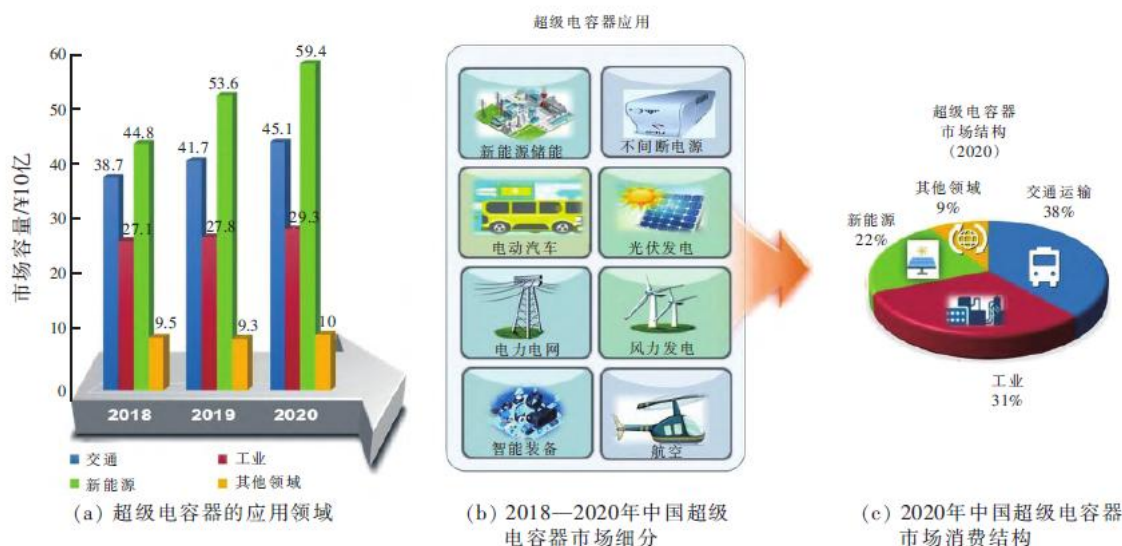 超级电容器应用
60
50
40
30
20
10
0
市场容量/¥10亿
38.7
27.1
44.8
9.5
41.7
27.8
53.6
9.3
45.1
29.3
59.4
10
2018
2019
2020
交通
工业
新能源
其他领域
(a) 超级电容器的应用领域
新能源储能
不间断电源
电动汽车
光伏发电
电力电网
风力发电
智能装备
航空
(b) 2018—2020年中国超级
电容器市场细分
超级电容器
市场结构
(2020)
其他领域
9%
交通运输
38%
新能源
22%
工业
31%
(c) 2020年中国超级电容器
市场消费结构